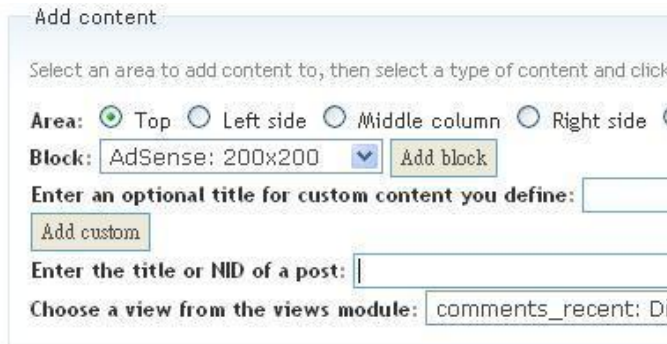 Add content
Select an area to add content to, then select a type of content and click
Area: Top Left side Middle column Right side
Block: AdSense: 200x200 Add block
Enter an optional title for custom content you define:
Add custom
Enter the title or NID of a post:
Choose a view from the views module: comments_recent: